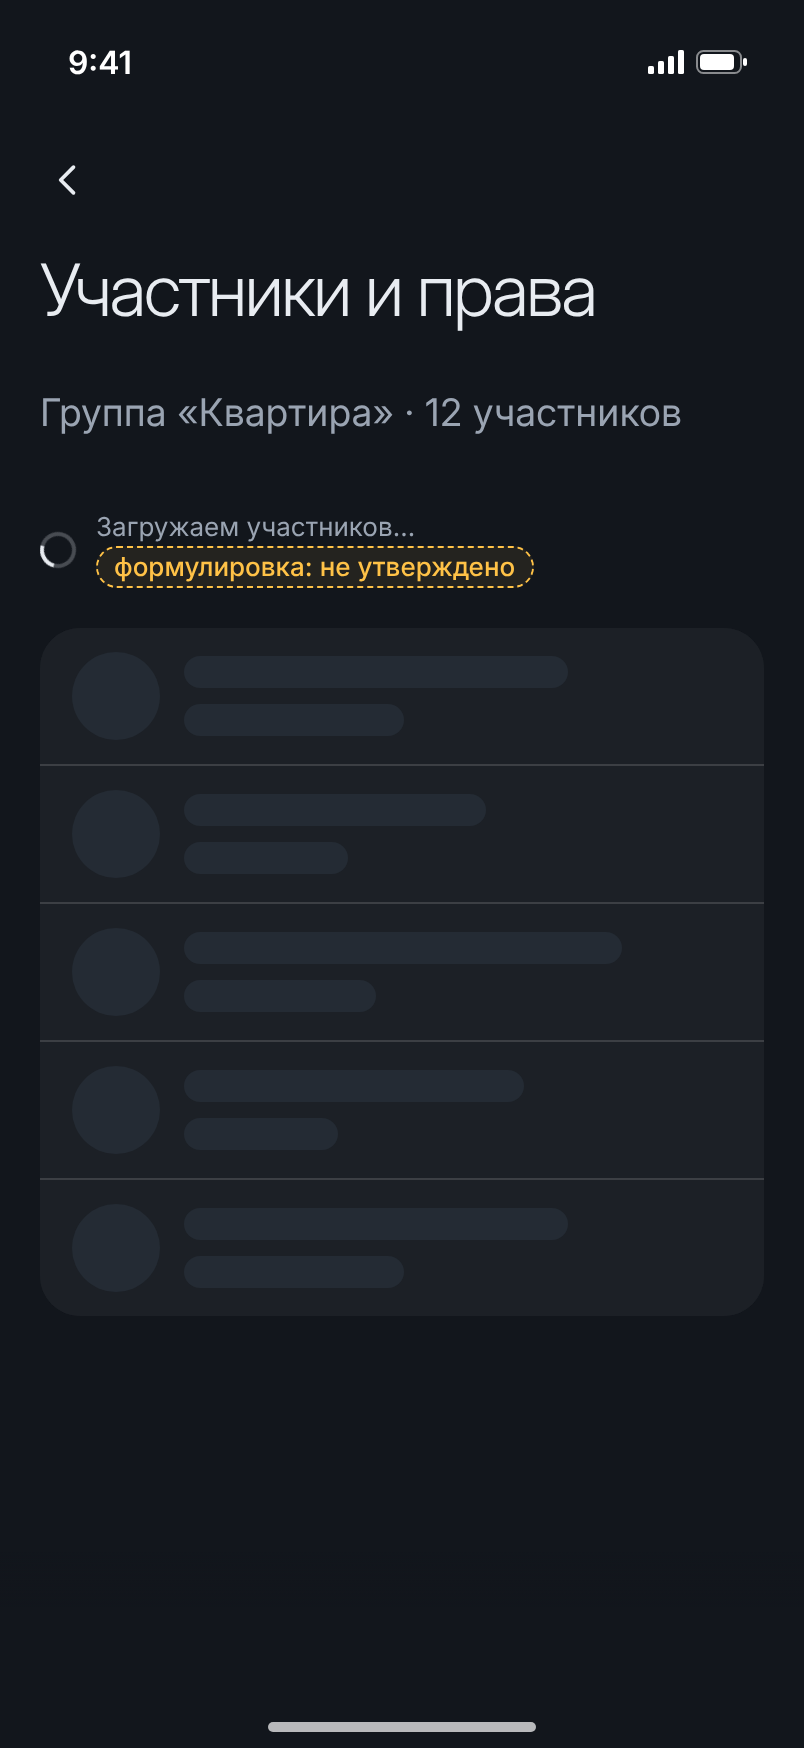 9:41
Участники и права
Группа «Квартира» · 12 участников
Загружаем участников...
формулировка: не утверждено